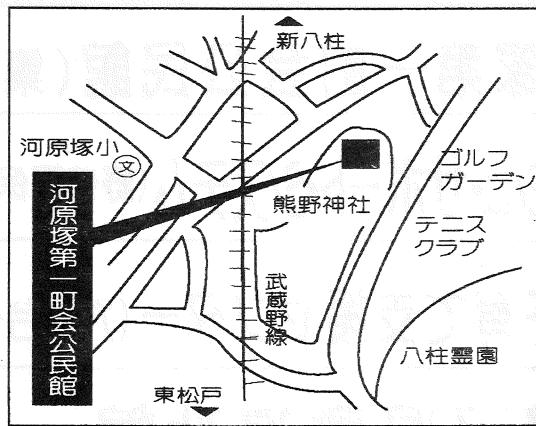 新八柱
河原塚小
文
ゴルフ
ガーデン
熊野神社
テニス
クラブ
河原塚第一町会公民館
武蔵野線
八柱霊園
東松戸